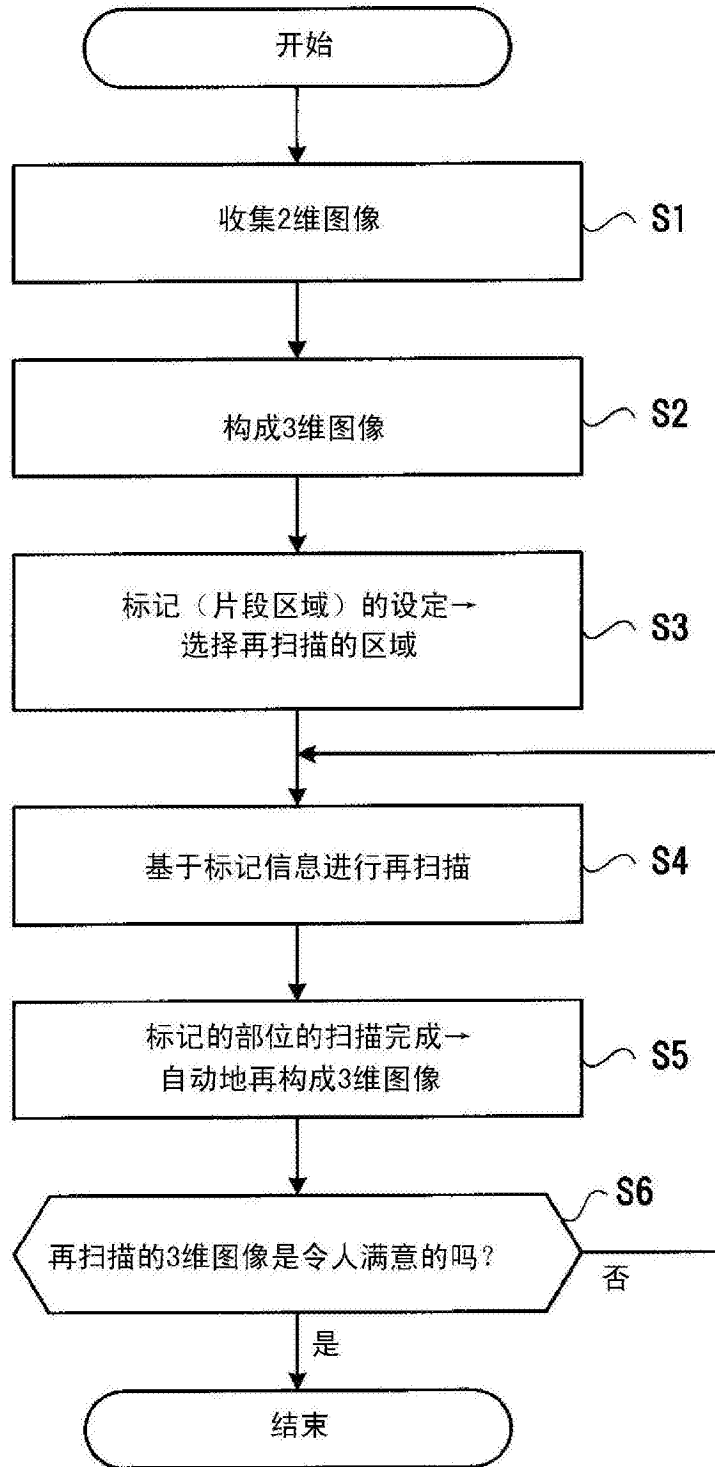 开始
收集2维图像
S1
构成3维图像
S2
标记（片段区域）的设定→
选择再扫描的区域
S3
基于标记信息进行再扫描
S4
标记的部位的扫描完成→
自动地再构成3维图像
S5
S6
再扫描的3维图像是令人满意的吗？
否
是
结束